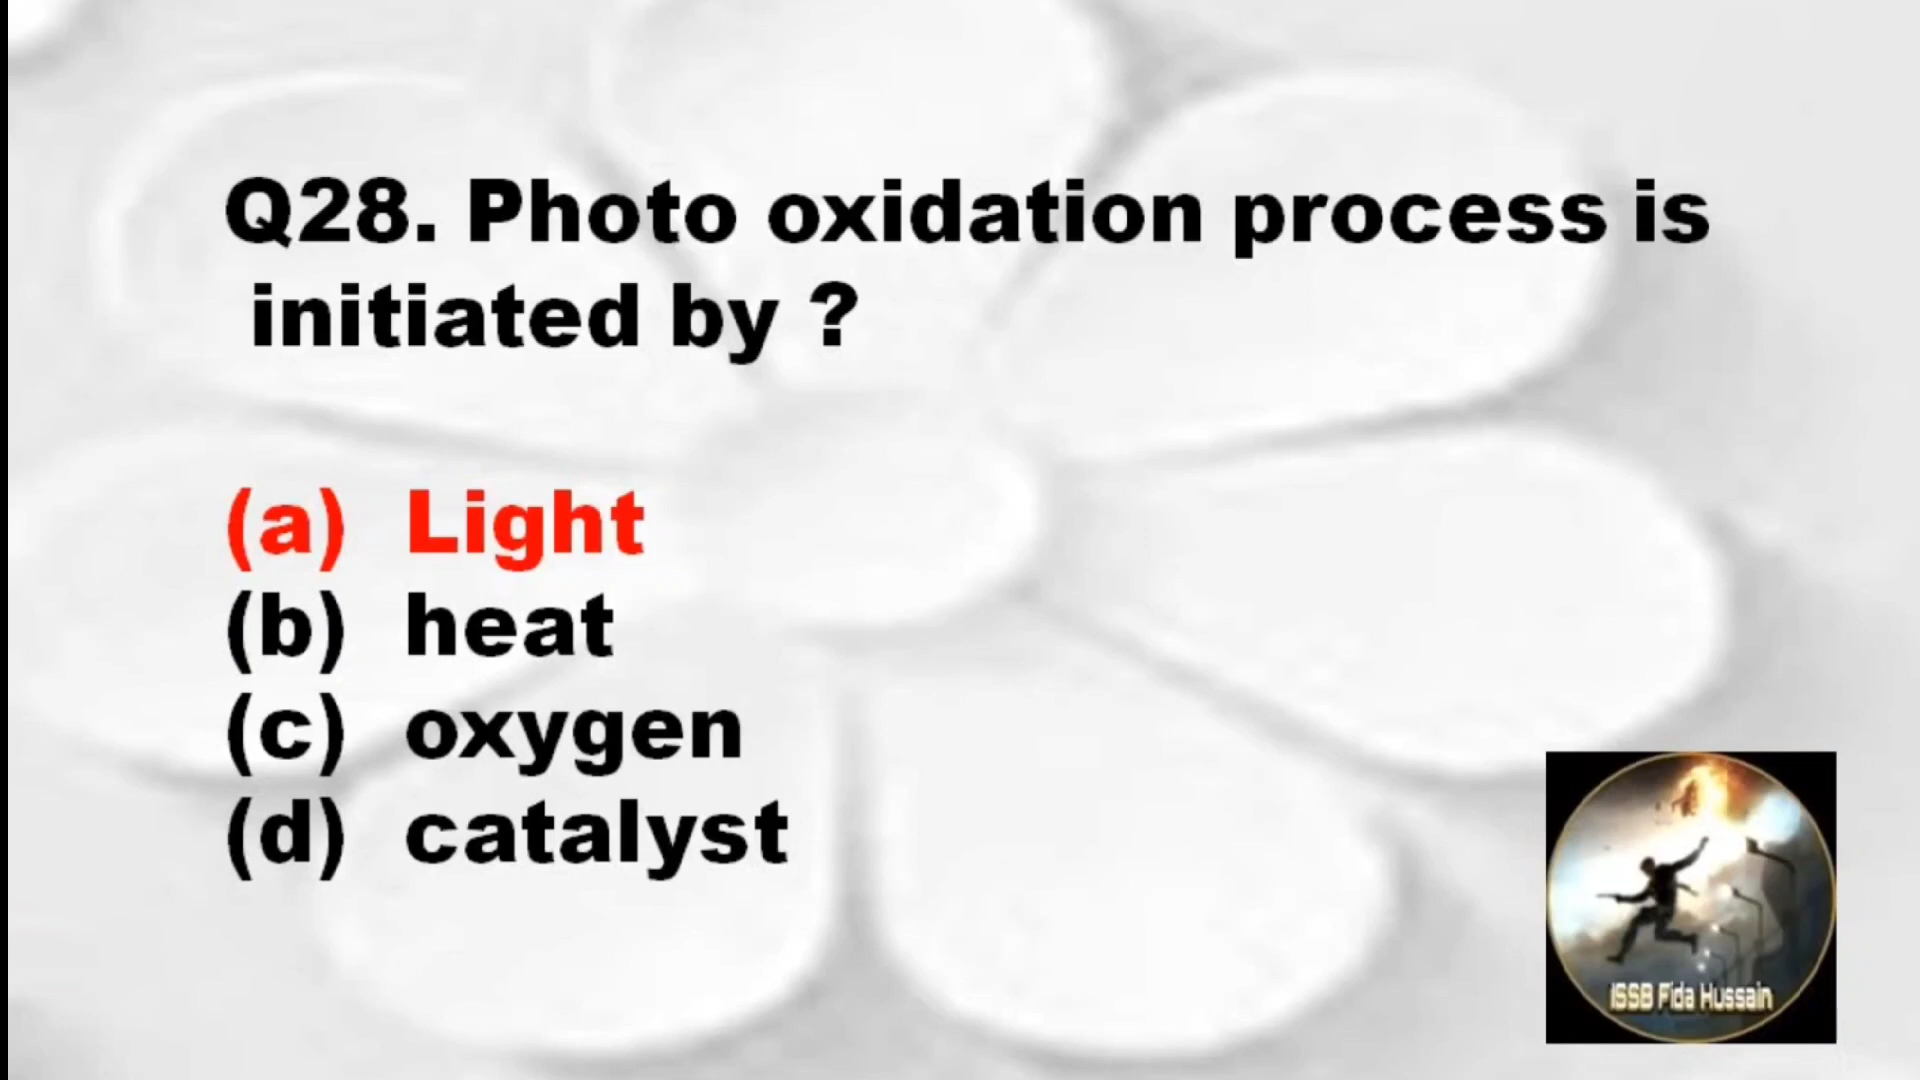 Q28. Photo oxidation process is
initiated by ?
(a) Light
(b) heat
(c) oxygen
(d) catalyst
ISSB Fida Hussain